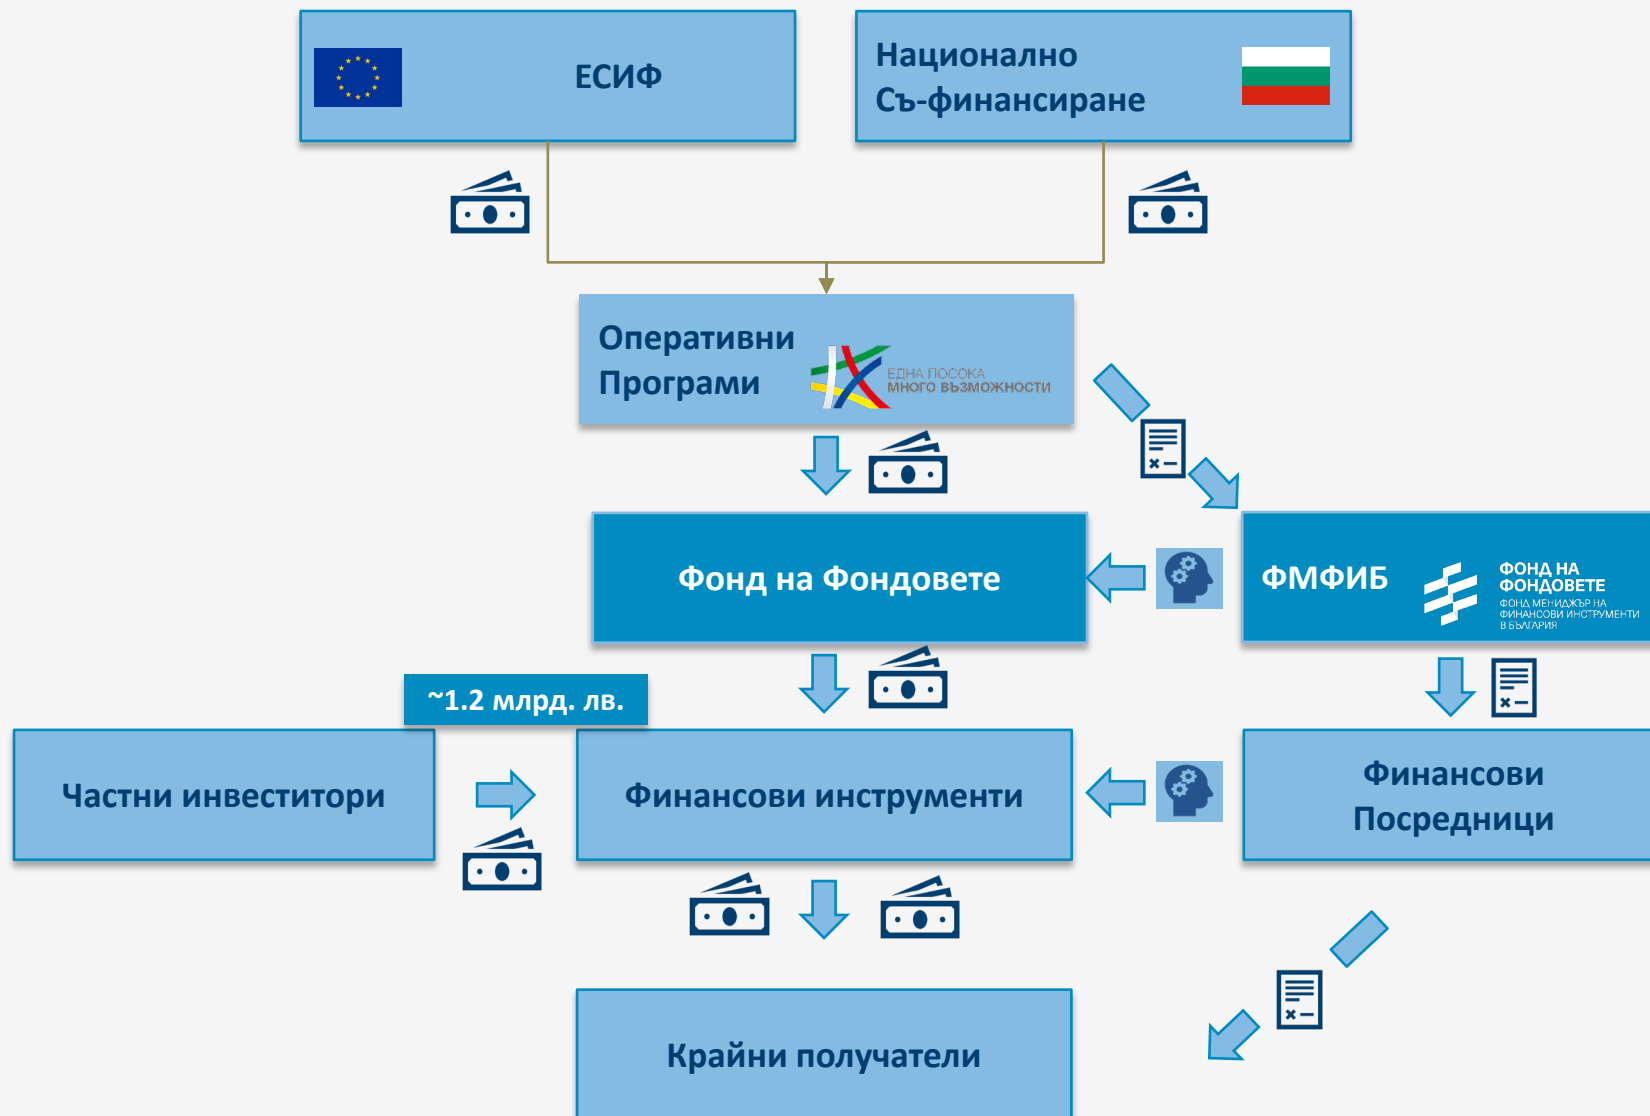 ЕСИФ
Национално
Съ-финансиране
Оперативни
Програми
ЕДНА ПОСОКА
МНОГО ВЪЗМОЖНОСТИ
Фонд на Фондовете
ФМФИБ
ФОНД НА
ФОНДОВЕТЕ
ФОНД МЕНИДЖЪР НА
ФИНАНСОВИ ИНСТРУМЕНТИ
В БЪЛГАРИЯ
~1.2 млрд. лв.
Частни инвеститори
Финансови инструменти
Финансови
Посредници
Крайни получатели